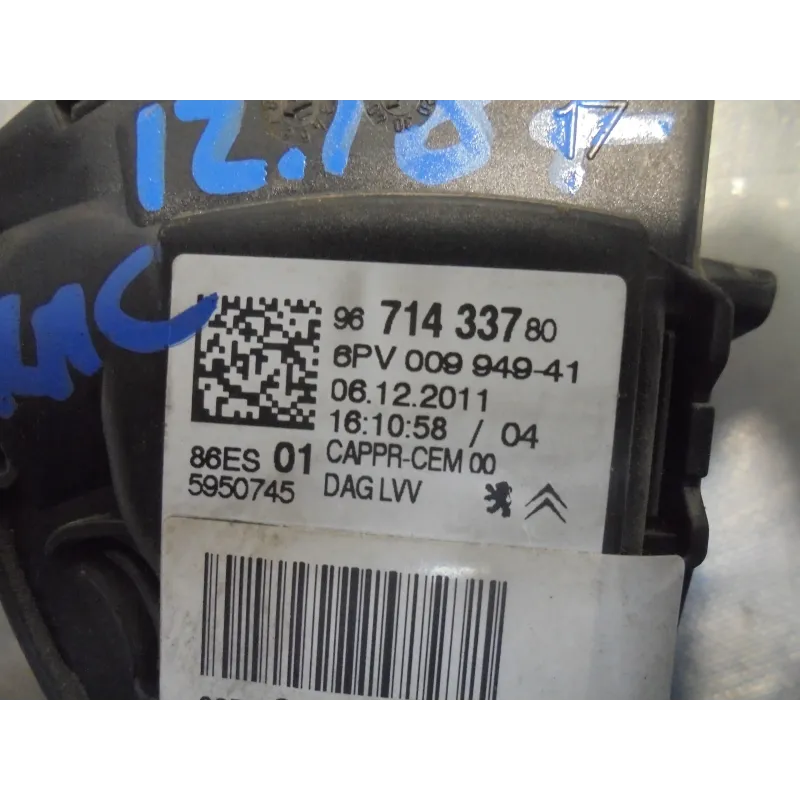 12.18
17
96 714 337 80
6PV 009 949-41
06.12.2011
16:10:58 / 04
86ES 01 CAPPR-CEM 00
5950745 DAG LVV